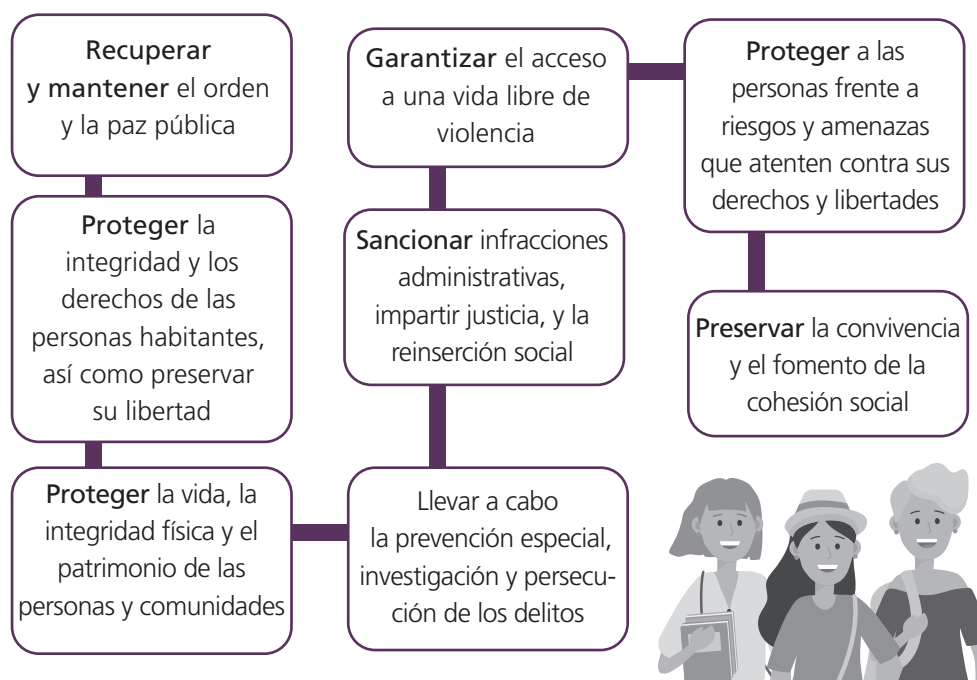 Recuperar
y mantener el orden
y la paz pública
Proteger la
integridad y los
derechos de las
personas habitantes,
así como preservar
su libertad
Proteger la vida, la
integridad física y el
patrimonio de las
personas y comunidades
Llevar a cabo
la prevención especial,
investigación y persecu-
ción de los delitos
Sancionar infracciones
administrativas,
impartir justicia, y la
reinserción social
Garantizar el acceso
a una vida libre de
violencia
Proteger a las
personas frente a
riesgos y amenazas
que atenten contra sus
derechos y libertades
Preservar la convivencia
y el fomento de la
cohesión social